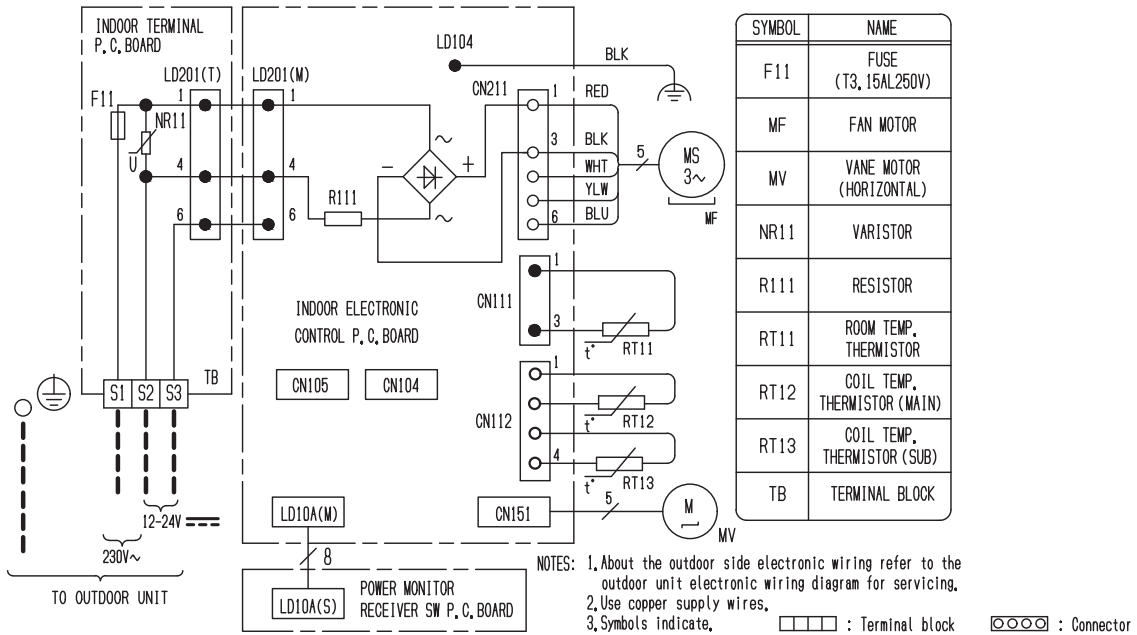 INDOOR TERMINAL
P.C.BOARD
LD201(T)
LD201(M)
F11
NR11
U
1
4
6
1
4
6
R111
~
~
−
+
LD104
BLK
CN211
1
3
6
RED
BLK
WHT
YLW
BLU
5
MS
3~
MF
INDOOR ELECTRONIC
CONTROL P.C.BOARD
CN105
CN104
CN111
1
3
t°
RT11
CN112
1
4
t°
RT12
t°
RT13
CN151
5
M
MV
S1
S2
S3
TB
12-24V
230V~
TO OUTDOOR UNIT
LD10A(M)
8
LD10A(S)
POWER MONITOR
RECEIVER SW P.C.BOARD
SYMBOL NAME
F11 FUSE
(T3.15AL250V)
MF FAN MOTOR
MV VANE MOTOR
(HORIZONTAL)
NR11 VARISTOR
R111 RESISTOR
RT11 ROOM TEMP.
THERMISTOR
RT12 COIL TEMP.
THERMISTOR(MAIN)
RT13 COIL TEMP.
THERMISTOR(SUB)
TB TERMINAL BLOCK
NOTES: 1.About the outdoor side electronic wiring refer to the
outdoor unit electronic wiring diagram for servicing.
2.Use copper supply wires.
3.Symbols indicate. : Terminal block : Connector